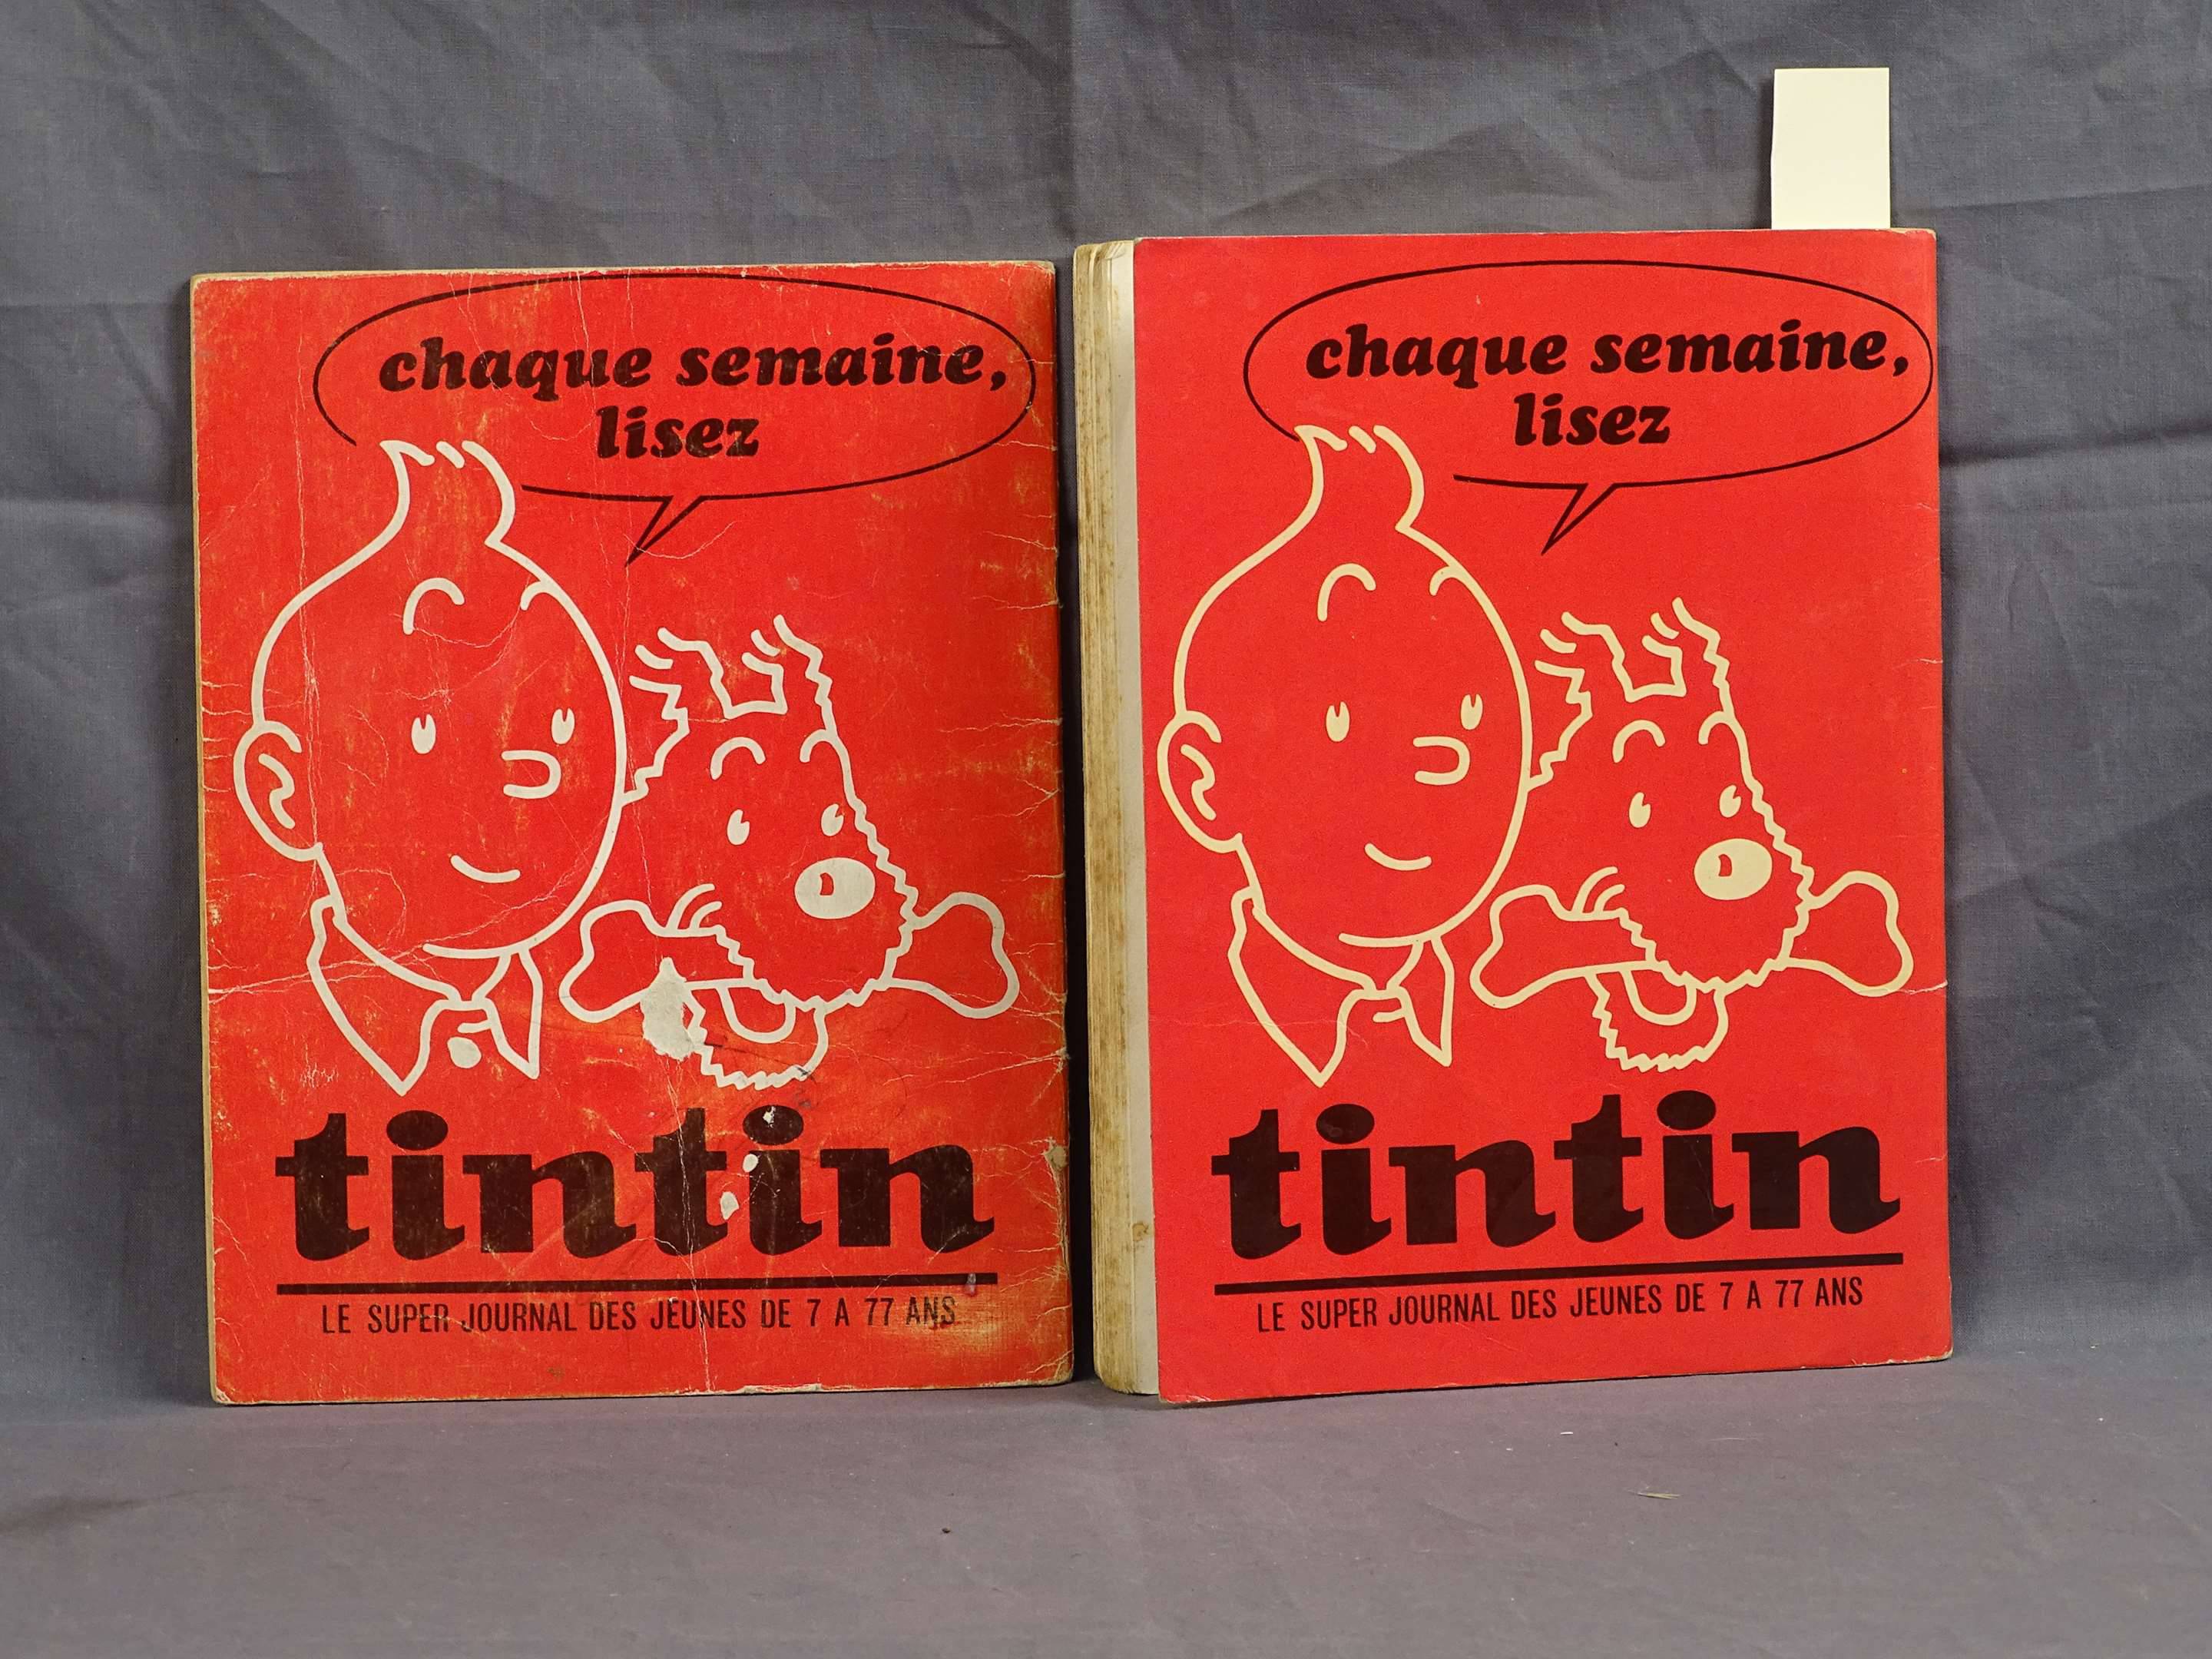 chaque semaine,
lisez
tintin
LE SUPER JOURNAL DES JEUNES DE 7 A 77 ANS
chaque semaine,
lisez
tintin
LE SUPER JOURNAL DES JEUNES DE 7 A 77 ANS